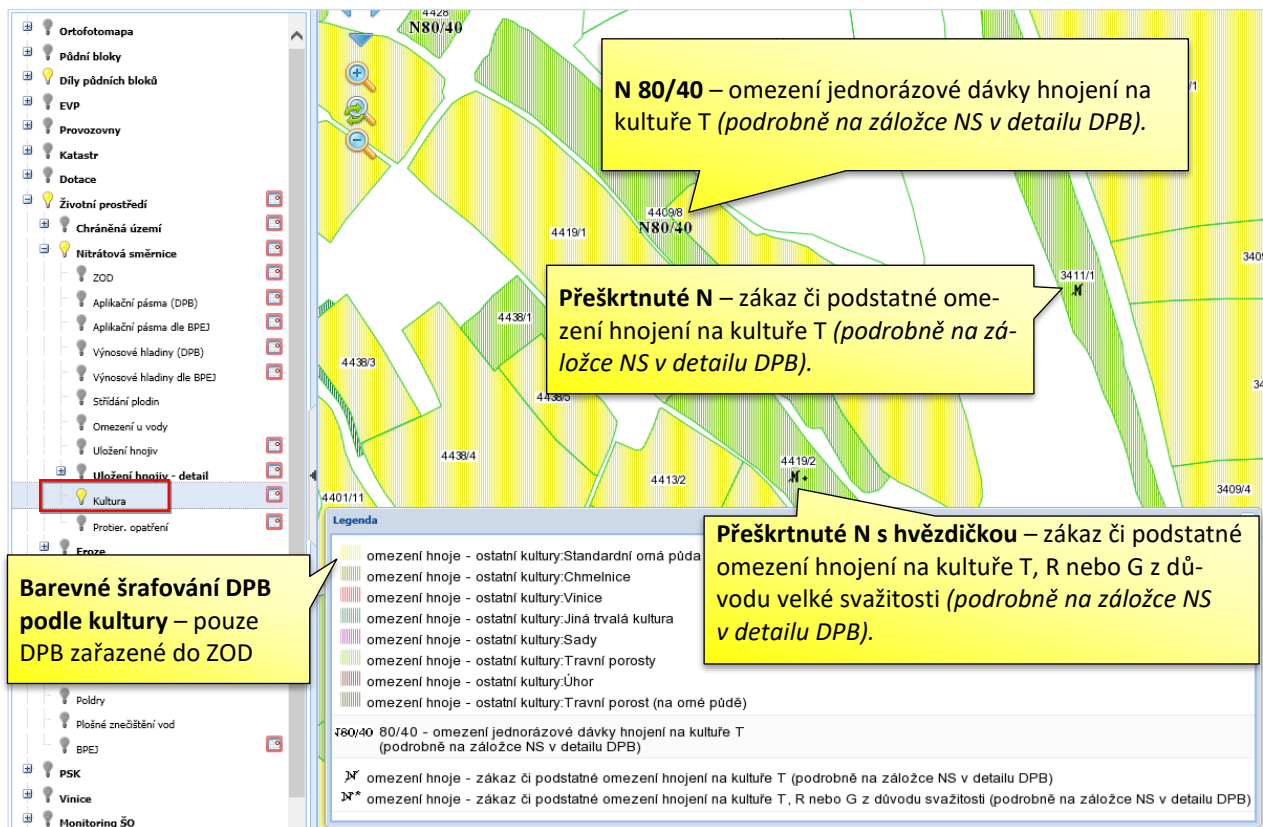 Ortofotomapa
Půdní bloky
Díly půdních bloků
EVP
Provozovny
Katastr
Dotace
Životní prostředí
Chráněná území
Nitrátová směrnice
ZOD
Aplikační pásma (DPB)
Aplikační pásma dle BPEJ
Výnosové hladiny (DPB)
Výnosové hladiny dle BPEJ
Střídání plodin
Omezení u vody
Uložení hnojiv
Uložení hnojiv - detail
Kultura
Protier. opatření
Eroze
Barevné šrafování DPB
podle kultury – pouze
DPB zařazené do ZOD
Poldry
Plošné znečištění vod
BPEJ
PSK
Vinice
Monitoring ŠO
4428
N80/40
N 80/40 – omezení jednorázové dávky hnojení na
kultuře T (podrobně na záložce NS v detailu DPB).
/1
4409/8
N80/40
4419/1
3409
3411/1
N
Přeškrtnuté N – zákaz či podstatné ome-
zení hnojení na kultuře T (podrobně na zá-
ložce NS v detailu DPB).
4438/1
4438/3
34
4438/5
4438/4
4413/2
4419/2
N *
4401/11
3409/4
Přeškrtnuté N s hvězdičkou – zákaz či podstatné
omezení hnojení na kultuře T, R nebo G z dů-
vodu velké svažitosti (podrobně na záložce NS
v detailu DPB).
Legenda
omezení hnoje - ostatní kultury:Standardní orná půda
omezení hnoje - ostatní kultury:Chmelnice
omezení hnoje - ostatní kultury:Vinice
omezení hnoje - ostatní kultury:Jiná trvalá kultura
omezení hnoje - ostatní kultury:Sady
omezení hnoje - ostatní kultury:Travní porosty
omezení hnoje - ostatní kultury:Úhor
omezení hnoje - ostatní kultury:Travní porost (na orné půdě)
N80/40 80/40 - omezení jednorázové dávky hnojení na kultuře T
(podrobně na záložce NS v detailu DPB)
N omezení hnoje - zákaz či podstatné omezení hnojení na kultuře T (podrobně na záložce NS v detailu DPB)
N* omezení hnoje - zákaz či podstatné omezení hnojení na kultuře T, R nebo G z důvodu svažitosti (podrobně na záložce NS v detailu DPB)